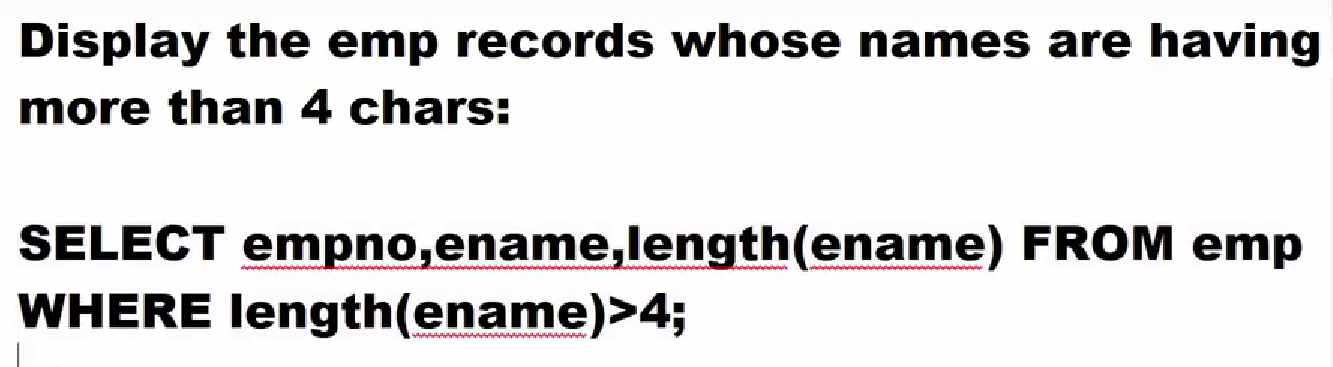 Display the emp records whose names are having
more than 4 chars:
SELECT empno,ename,length(ename) FROM emp
WHERE length(ename)>4;